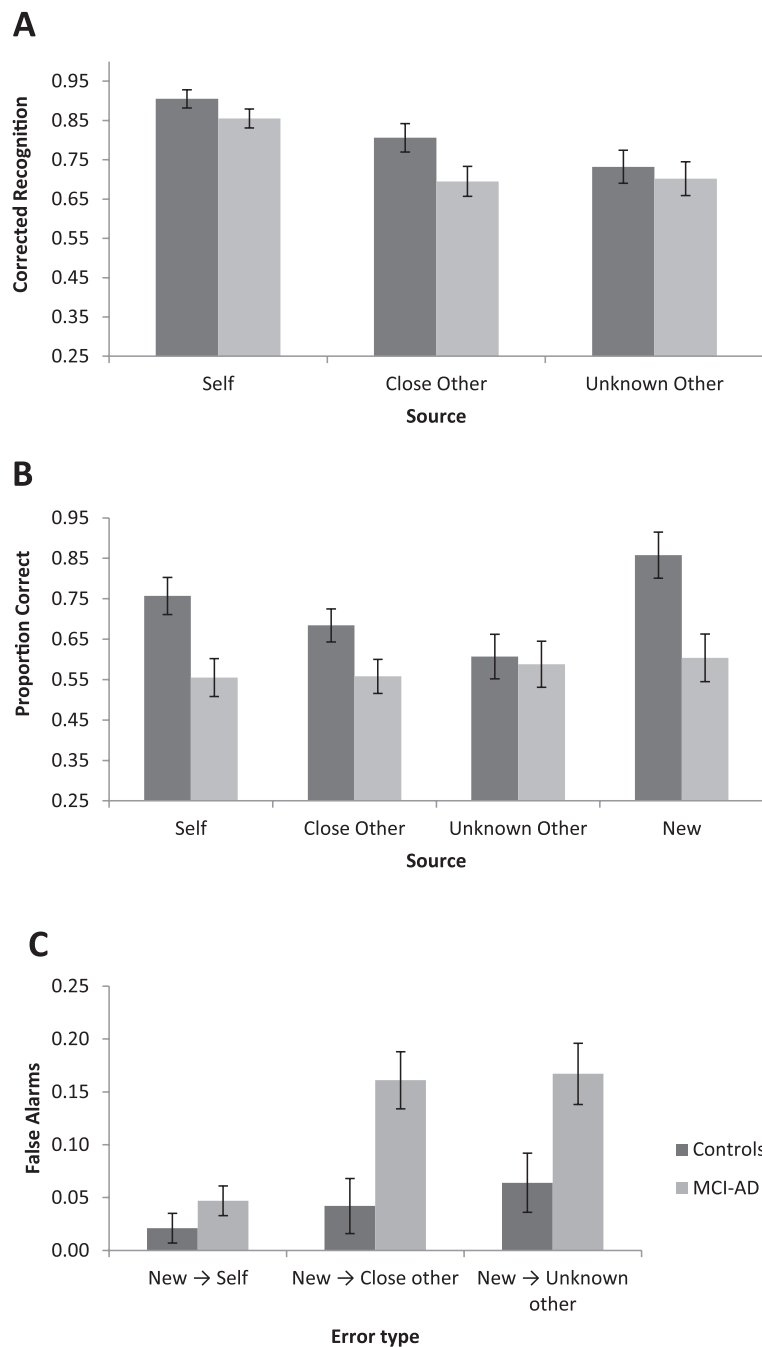 A
Corrected Recognition
0.95
0.85
0.75
0.65
0.55
0.45
0.35
0.25
Self Close Other Unknown Other
Source
B
Proportion Correct
0.95
0.85
0.75
0.65
0.55
0.45
0.35
0.25
Self Close Other Unknown Other New
Source
C
False Alarms
0.25
0.20
0.15
0.10
0.05
0.00
Controls
MCI-AD
New → Self New → Close other New → Unknown
other
Error type